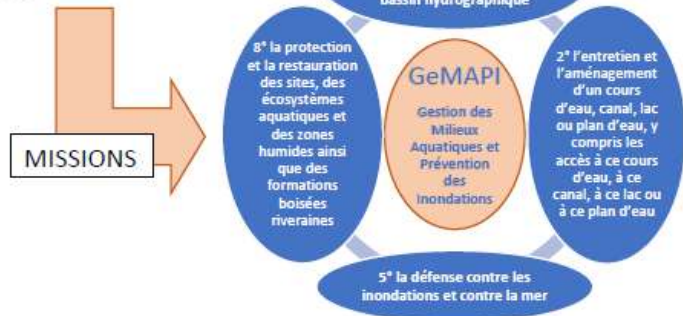 bassin hydrographique
8° la protection
et la restauration
des sites, des
écosystèmes
aquatiques et
des zones
humides ainsi
que des
formations
boisées
riveraines
GeMAPI
Gestion des
Milieux
Aquatiques et
Prévention
des
Inondations
2° l'entretien et
l'aménagement
d'un cours
d'eau, canal, lac
ou plan d'eau, y
compris les
accès à ce cours
d'eau, à ce
canal, à ce lac ou
à ce plan d'eau
MISSIONS
5° la défense contre les
inondations et contre la mer